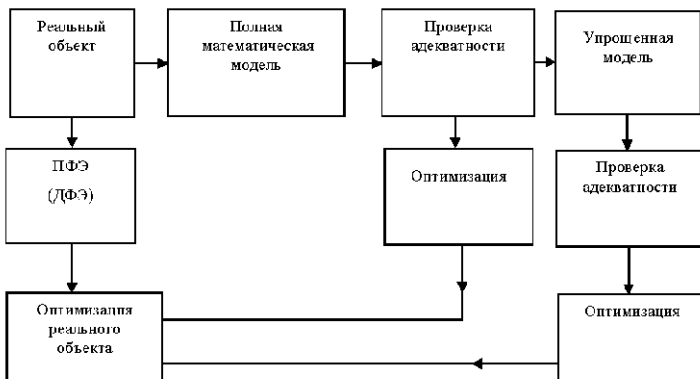 Реальный
объект
Полная
математическая
модель
Проверка
адекватности
Упрощенная
модель
ПФЭ
(ДФЭ)
Оптимизация
Проверка
адекватности
Оптимизация
реального
объекта
Оптимизация